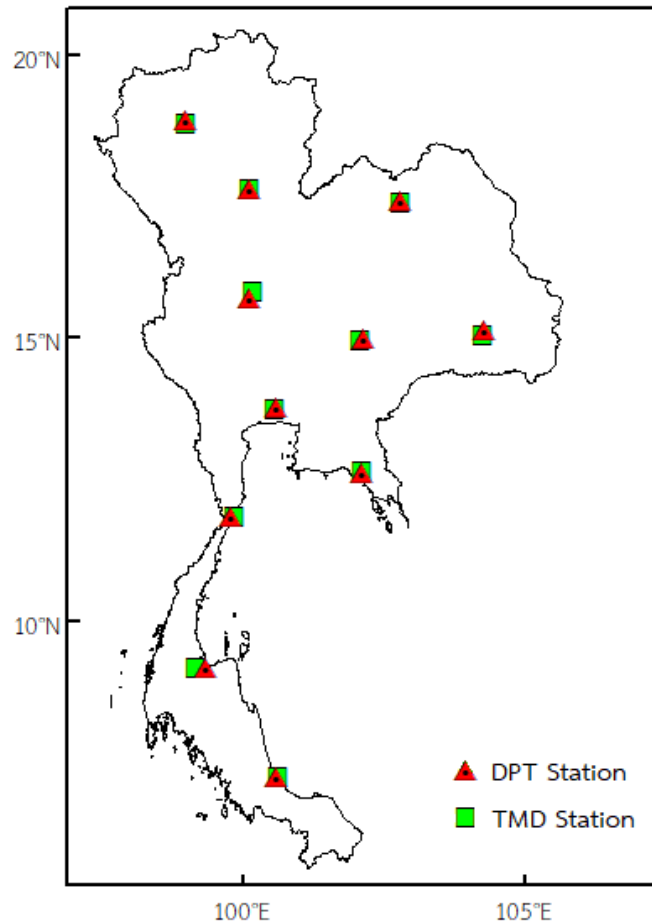 20°N
15°N
10°N
DPT Station
TMD Station
100°E
105°E